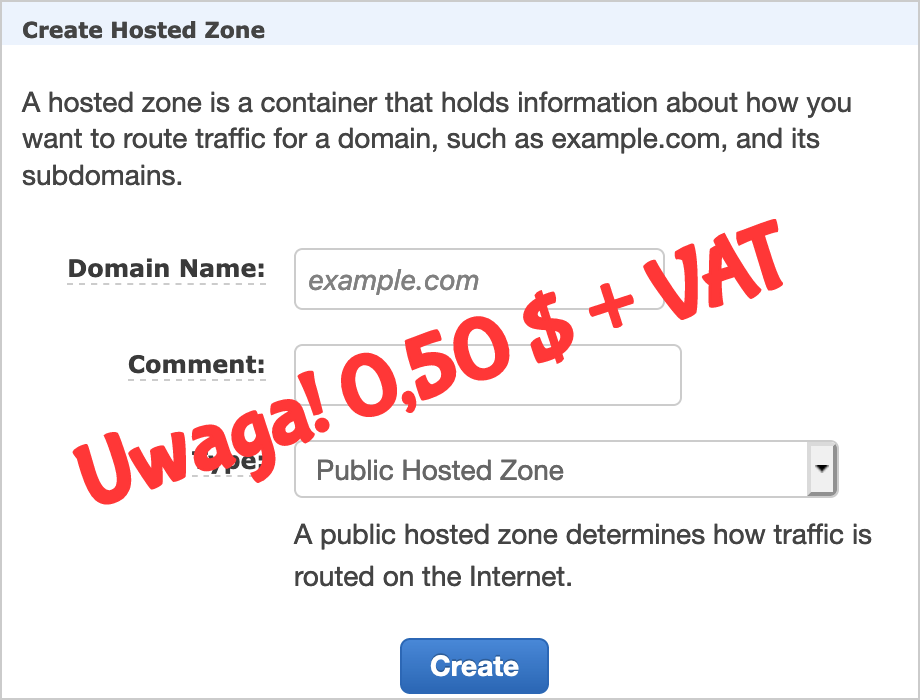 Create Hosted Zone
A hosted zone is a container that holds information about how you
want to route traffic for a domain, such as example.com, and its
subdomains.
Domain Name:
example.com
Comment:
Uwaga! 0,50 $ + VAT
Type:
Public Hosted Zone
A public hosted zone determines how traffic is
routed on the Internet.
Create